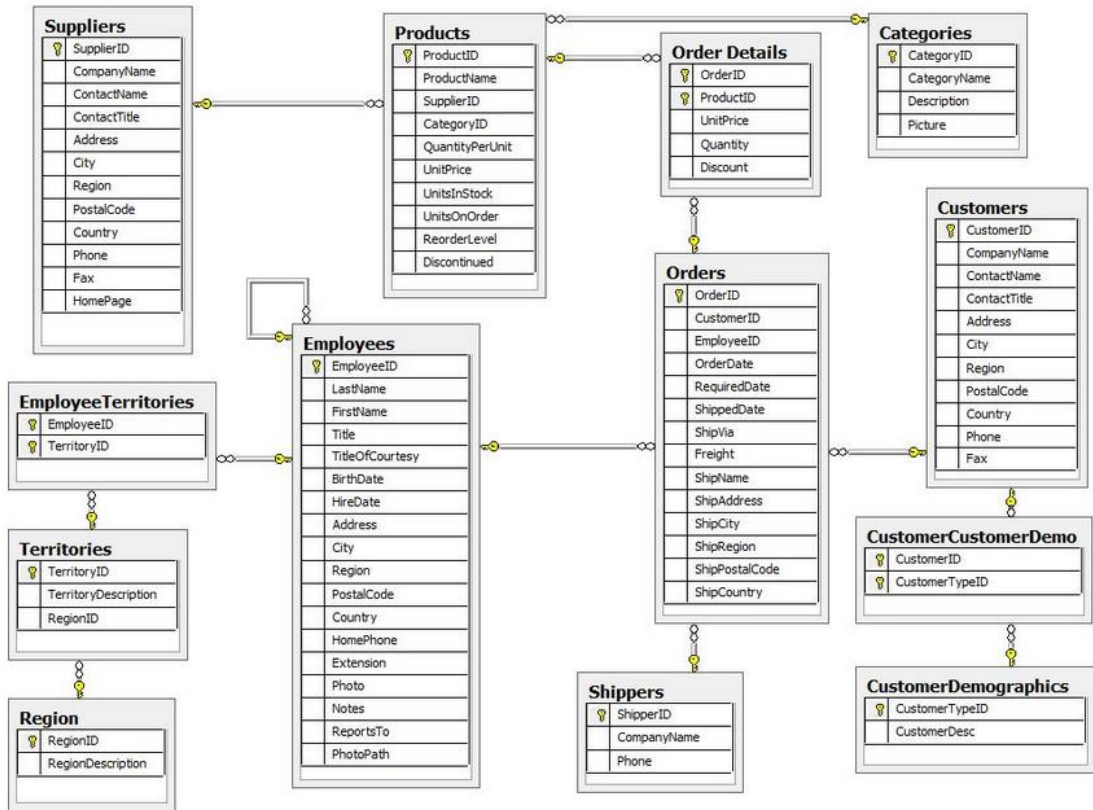 Suppliers
SupplierID
CompanyName
ContactName
ContactTitle
Address
City
Region
PostalCode
Country
Phone
Fax
HomePage
Products
ProductID
ProductName
SupplierID
CategoryID
QuantityPerUnit
UnitPrice
UnitsInStock
UnitsOnOrder
ReorderLevel
Discontinued
Order Details
OrderID
ProductID
UnitPrice
Quantity
Discount
Categories
CategoryID
CategoryName
Description
Picture
Customers
CustomerID
CompanyName
ContactName
ContactTitle
Address
City
Region
PostalCode
Country
Phone
Fax
Orders
OrderID
CustomerID
EmployeeID
OrderDate
RequiredDate
ShippedDate
ShipVia
Freight
ShipName
ShipAddress
ShipCity
ShipRegion
ShipPostalCode
ShipCountry
Employees
EmployeeID
LastName
FirstName
Title
TitleOfCourtesy
BirthDate
HireDate
Address
City
Region
PostalCode
Country
HomePhone
Extension
Photo
Notes
ReportsTo
PhotoPath
EmployeeTerritories
EmployeeID
TerritoryID
Territories
TerritoryID
TerritoryDescription
RegionID
Region
RegionID
RegionDescription
Shippers
ShipperID
CompanyName
Phone
CustomerCustomerDemo
CustomerID
CustomerTypeID
CustomerDemographics
CustomerTypeID
CustomerDesc